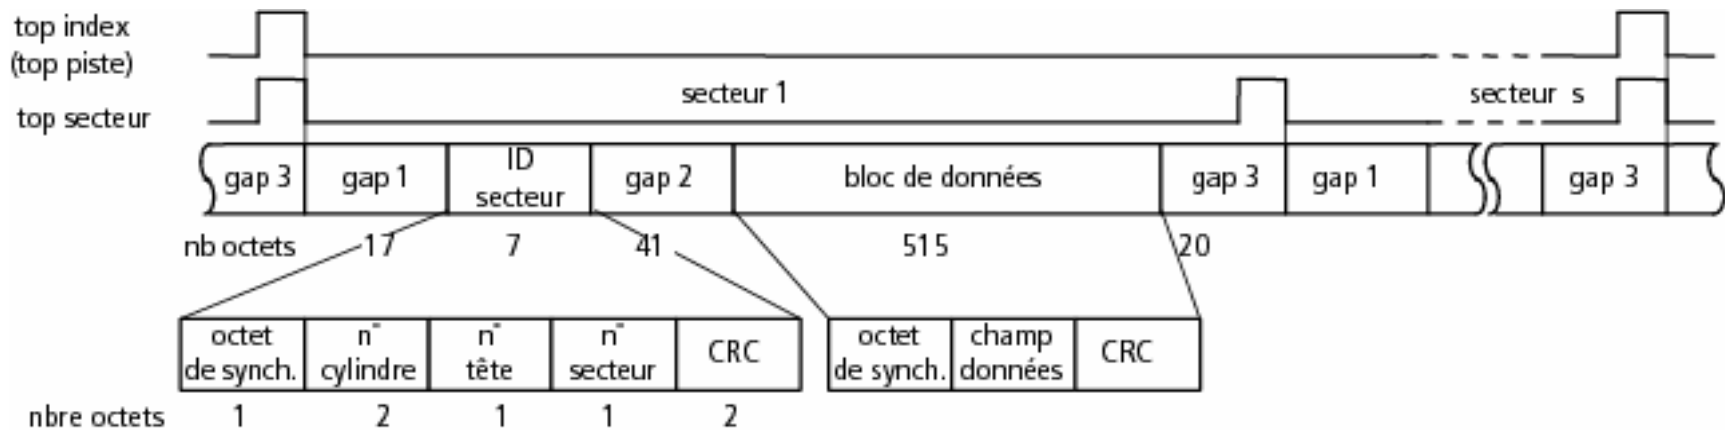 top index
(top piste)
secteur 1
secteur s
top secteur
gap 3 gap 1 ID secteur gap 2 bloc de données gap 3 gap 1 gap 3
nb octets 17 7 41 515 20
octet de synch. n⁻ cylindre n⁻ tête n⁻ secteur CRC octet de synch. champ données CRC
nbre octets 1 2 1 1 2